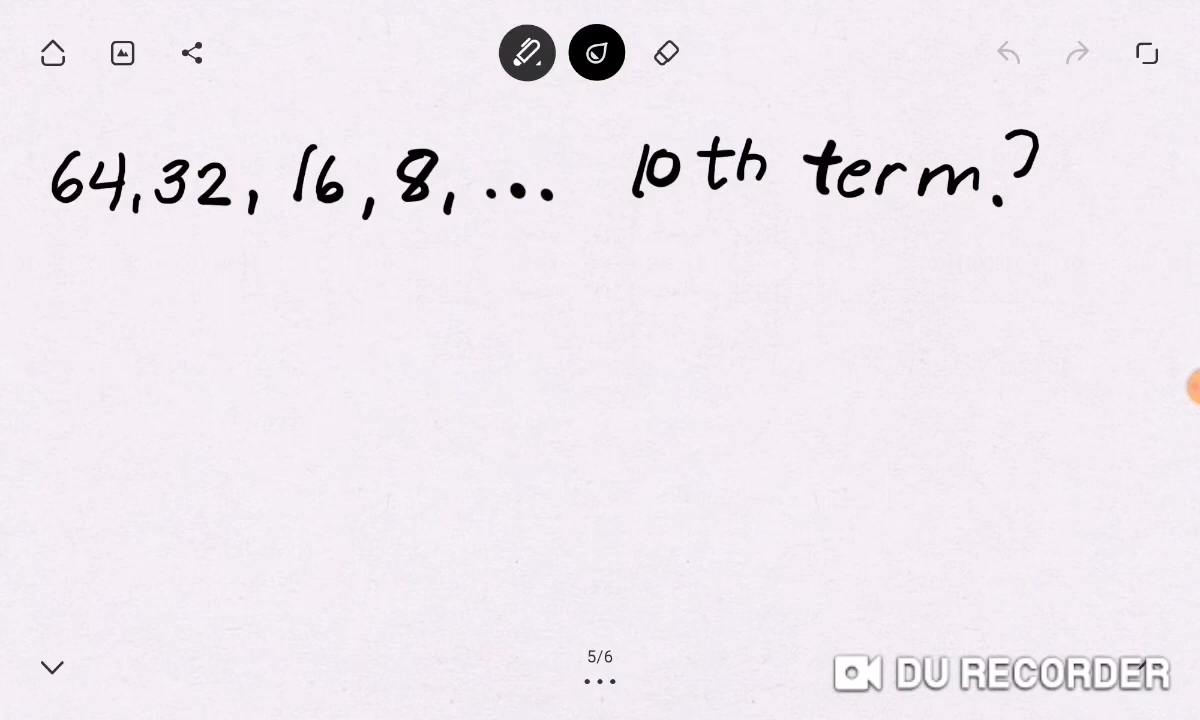 64, 32, 16, 8, ... 10th term.?
5/6
DU RECORDER